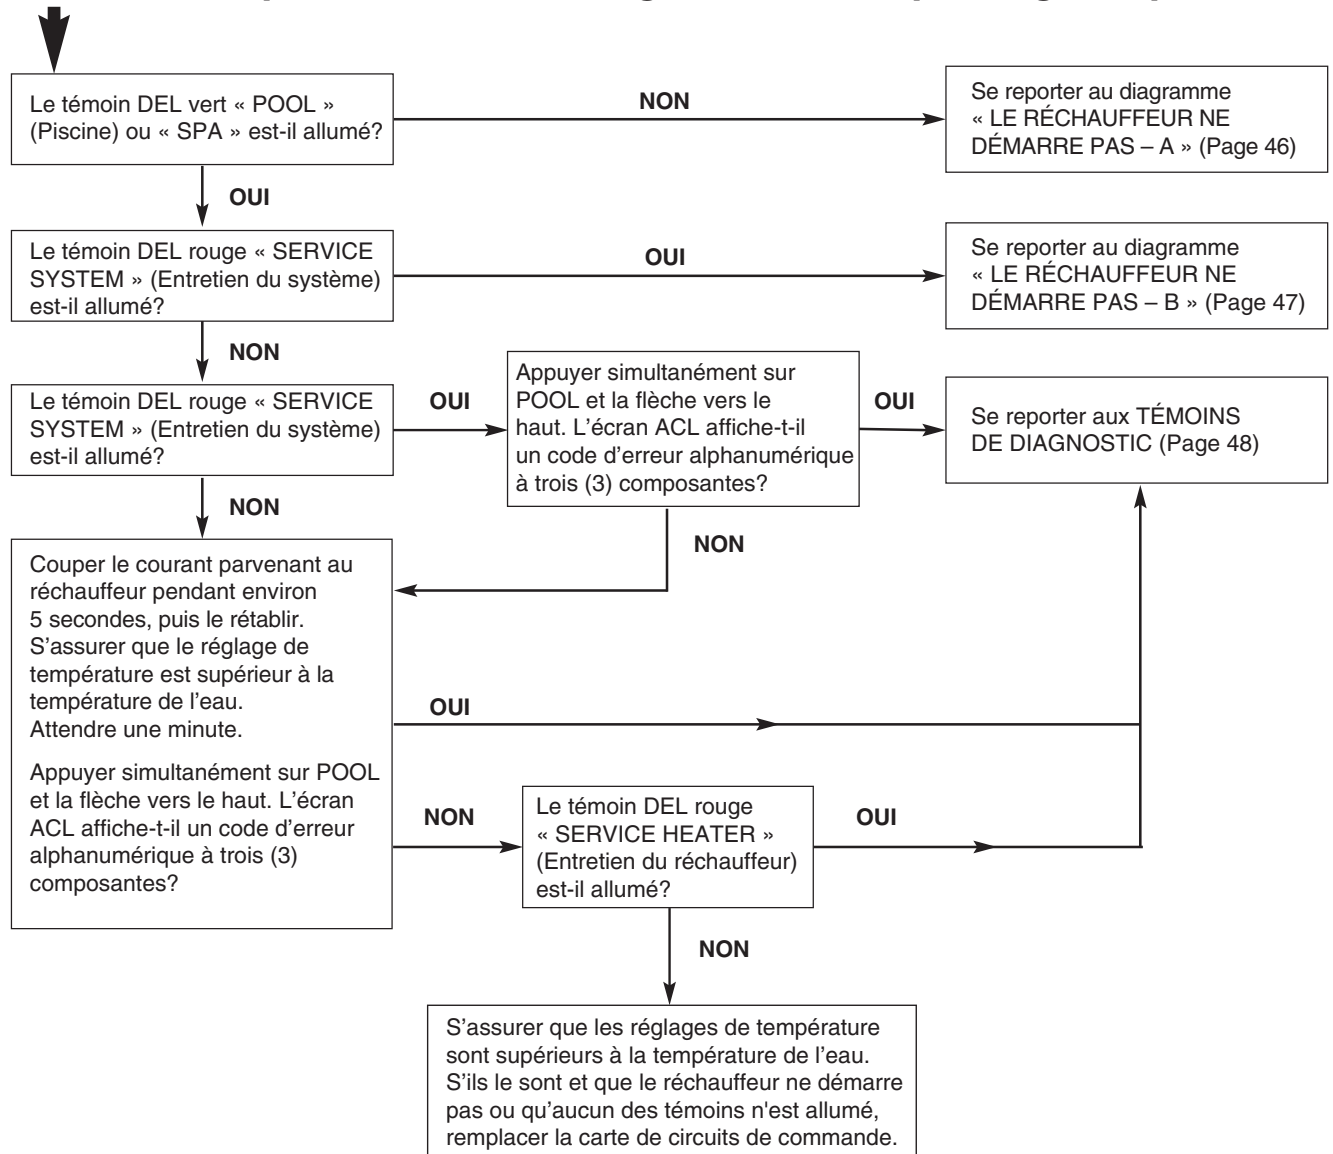 Le témoin DEL vert « POOL »
(Piscine) ou « SPA » est-il allumé?
NON
Se reporter au diagramme
« LE RÉCHAUFFEUR NE
DÉMARRE PAS – A » (Page 46)
OUI
Le témoin DEL rouge « SERVICE
SYSTEM » (Entretien du système)
est-il allumé?
OUI
Se reporter au diagramme
« LE RÉCHAUFFEUR NE
DÉMARRE PAS – B » (Page 47)
NON
Le témoin DEL rouge « SERVICE
SYSTEM » (Entretien du système)
est-il allumé?
OUI
Appuyer simultanément sur
POOL et la flèche vers le
haut. L'écran ACL affiche-t-il
un code d'erreur alphanumérique
à trois (3) composantes?
OUI
Se reporter aux TÉMOINS
DE DIAGNOSTIC (Page 48)
NON
NON
Couper le courant parvenant au
réchauffeur pendant environ
5 secondes, puis le rétablir.
S'assurer que le réglage de
température est supérieur à la
température de l'eau.
Attendre une minute.
Appuyer simultanément sur POOL
et la flèche vers le haut. L'écran
ACL affiche-t-il un code d'erreur
alphanumérique à trois (3)
composantes?
OUI
NON
Le témoin DEL rouge
« SERVICE HEATER »
(Entretien du réchauffeur)
est-il allumé?
OUI
NON
S'assurer que les réglages de température
sont supérieurs à la température de l'eau.
S'ils le sont et que le réchauffeur ne démarre
pas ou qu'aucun des témoins n'est allumé,
remplacer la carte de circuits de commande.